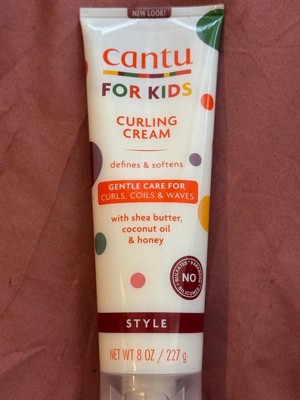 NEW LOOK!
cantu
FOR KIDS
CURLING
CREAM
defines & softens
GENTLE CARE FOR
CURLS, COILS & WAVES
with shea butter,
coconut oil
& honey
NO
STYLE
NET WT 8 OZ / 227 g